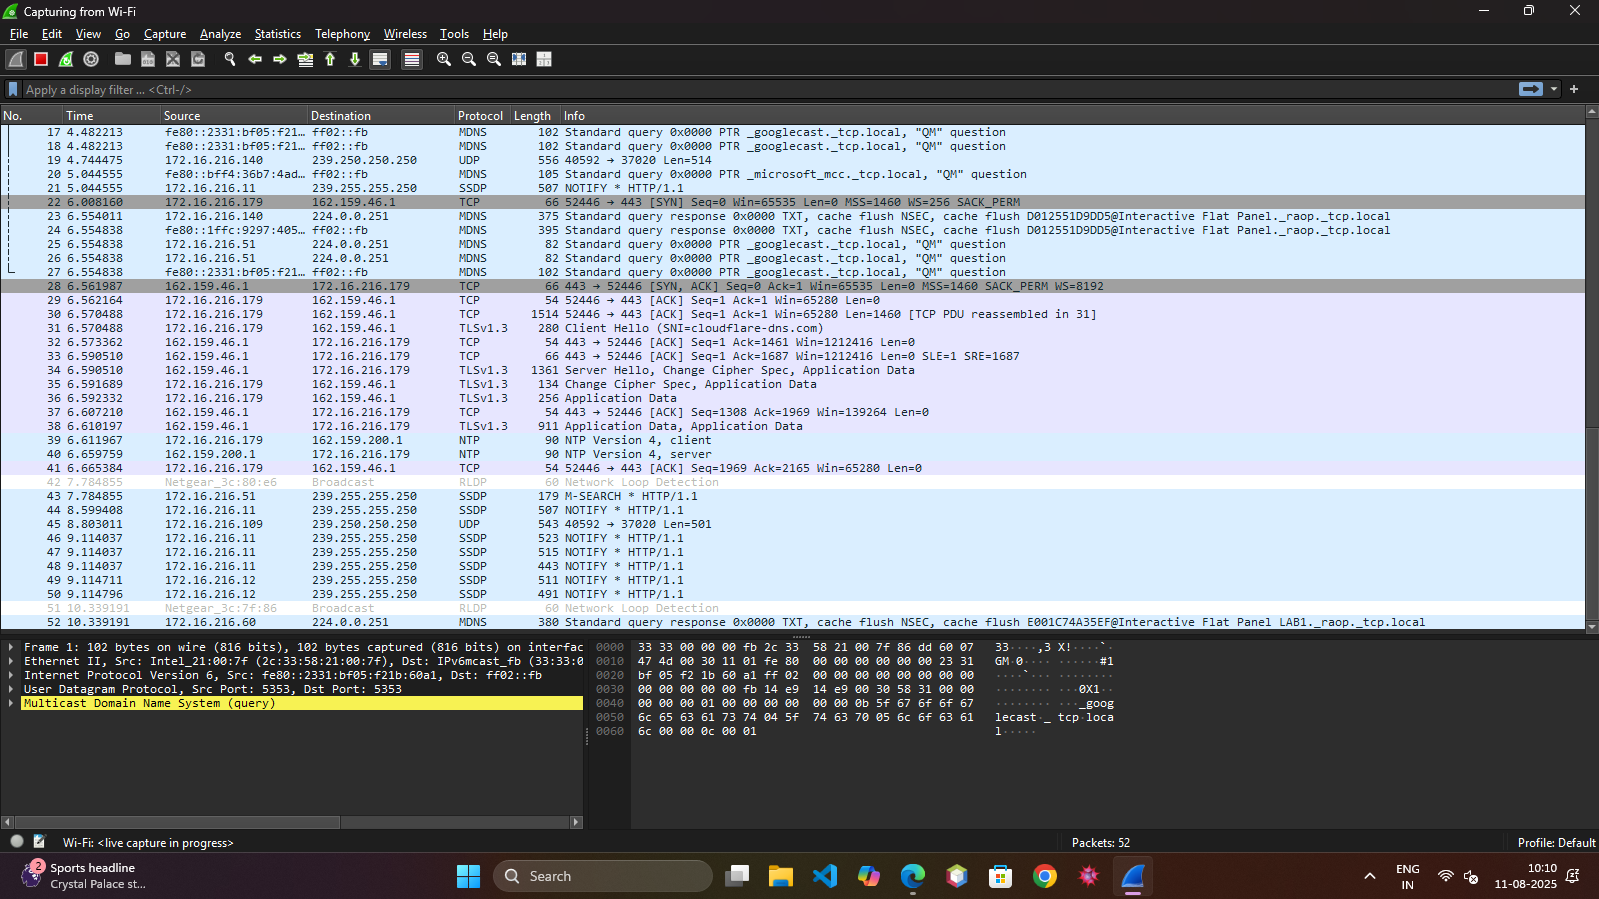 Capturing from Wi-Fi
File Edit View Go Capture Analyze Statistics Telephony Wireless Tools Help
Apply a display filter ... <Ctrl-/>
No. Time Source Destination Protocol Length Info
17 4.482213 fe80::2331:bf05:f21… ff02::fb MDNS 102 Standard query 0x0000 PTR _googlecast._tcp.local, "QM" question
18 4.482213 fe80::2331:bf05:f21… ff02::fb MDNS 102 Standard query 0x0000 PTR _googlecast._tcp.local, "QM" question
19 4.744475 172.16.216.140 239.250.250.250 UDP 556 40592 → 37020 Len=514
20 5.044555 fe80::bff4:36b7:4ad… ff02::fb MDNS 105 Standard query 0x0000 PTR _microsoft_mcc._tcp.local, "QM" question
21 5.044555 172.16.216.11 239.255.255.250 SSDP 507 NOTIFY * HTTP/1.1
22 6.008160 172.16.216.179 162.159.46.1 TCP 66 52446 → 443 [SYN] Seq=0 Win=65535 Len=0 MSS=1460 WS=256 SACK_PERM
23 6.554011 172.16.216.140 224.0.0.251 MDNS 375 Standard query response 0x0000 TXT, cache flush NSEC, cache flush D012551D9DD5@Interactive Flat Panel._raop._tcp.local
24 6.554838 fe80::1ffc:9297:405… ff02::fb MDNS 395 Standard query response 0x0000 TXT, cache flush NSEC, cache flush D012551D9DD5@Interactive Flat Panel._raop._tcp.local
25 6.554838 172.16.216.51 224.0.0.251 MDNS 82 Standard query 0x0000 PTR _googlecast._tcp.local, "QM" question
26 6.554838 172.16.216.51 224.0.0.251 MDNS 82 Standard query 0x0000 PTR _googlecast._tcp.local, "QM" question
27 6.554838 fe80::2331:bf05:f21… ff02::fb MDNS 102 Standard query 0x0000 PTR _googlecast._tcp.local, "QM" question
28 6.561987 162.159.46.1 172.16.216.179 TCP 66 443 → 52446 [SYN, ACK] Seq=0 Ack=1 Win=65535 Len=0 MSS=1460 SACK_PERM WS=8192
29 6.562164 172.16.216.179 162.159.46.1 TCP 54 52446 → 443 [ACK] Seq=1 Ack=1 Win=65280 Len=0
30 6.570488 172.16.216.179 162.159.46.1 TCP 1514 52446 → 443 [ACK] Seq=1 Ack=1 Win=65280 Len=1460 [TCP PDU reassembled in 31]
31 6.570488 172.16.216.179 162.159.46.1 TLSv1.3 280 Client Hello (SNI=cloudflare-dns.com)
32 6.573362 162.159.46.1 172.16.216.179 TCP 54 443 → 52446 [ACK] Seq=1 Ack=1461 Win=1212416 Len=0
33 6.590510 162.159.46.1 172.16.216.179 TCP 66 443 → 52446 [ACK] Seq=1 Ack=1687 Win=1212416 Len=0 SLE=1 SRE=1687
34 6.590510 162.159.46.1 172.16.216.179 TLSv1.3 1361 Server Hello, Change Cipher Spec, Application Data
35 6.591689 172.16.216.179 162.159.46.1 TLSv1.3 134 Change Cipher Spec, Application Data
36 6.592332 172.16.216.179 162.159.46.1 TLSv1.3 256 Application Data
37 6.607210 162.159.46.1 172.16.216.179 TCP 54 443 → 52446 [ACK] Seq=1308 Ack=1969 Win=139264 Len=0
38 6.610197 162.159.46.1 172.16.216.179 TLSv1.3 911 Application Data, Application Data
39 6.611967 172.16.216.179 162.159.200.1 NTP 90 NTP Version 4, client
40 6.659759 162.159.200.1 172.16.216.179 NTP 90 NTP Version 4, server
41 6.665384 172.16.216.179 162.159.46.1 TCP 54 52446 → 443 [ACK] Seq=1969 Ack=2165 Win=65280 Len=0
42 7.784855 Netgear_3c:80:e6 Broadcast RLDP 60 Network Loop Detection
43 7.784855 172.16.216.51 239.255.255.250 SSDP 179 M-SEARCH * HTTP/1.1
44 8.599408 172.16.216.11 239.255.255.250 SSDP 507 NOTIFY * HTTP/1.1
45 8.803011 172.16.216.109 239.250.250.250 UDP 543 40592 → 37020 Len=501
46 9.114037 172.16.216.11 239.255.255.250 SSDP 523 NOTIFY * HTTP/1.1
47 9.114037 172.16.216.11 239.255.255.250 SSDP 515 NOTIFY * HTTP/1.1
48 9.114037 172.16.216.11 239.255.255.250 SSDP 443 NOTIFY * HTTP/1.1
49 9.114711 172.16.216.12 239.255.255.250 SSDP 511 NOTIFY * HTTP/1.1
50 9.114796 172.16.216.12 239.255.255.250 SSDP 491 NOTIFY * HTTP/1.1
51 10.339191 Netgear_3c:7f:86 Broadcast RLDP 60 Network Loop Detection
52 10.339191 172.16.216.60 224.0.0.251 MDNS 380 Standard query response 0x0000 TXT, cache flush NSEC, cache flush E001C74A35EF@Interactive Flat Panel LAB1._raop._tcp.local
Frame 1: 102 bytes on wire (816 bits), 102 bytes captured (816 bits) on interfac
Ethernet II, Src: Intel_21:00:7f (2c:33:58:21:00:7f), Dst: IPv6mcast_fb (33:33:0
Internet Protocol Version 6, Src: fe80::2331:bf05:f21b:60a1, Dst: ff02::fb
User Datagram Protocol, Src Port: 5353, Dst Port: 5353
Multicast Domain Name System (query)
0000 33 33 00 00 00 fb 2c 33 58 21 00 7f 86 dd 60 07 33····,3 X!····`·
0010 47 4d 00 30 11 01 fe 80 00 00 00 00 00 00 23 31 GM·0···· ······#1
0020 bf 05 f2 1b 60 a1 ff 02 00 00 00 00 00 00 00 00 ····`··· ········
0030 00 00 00 00 00 fb 14 e9 14 e9 00 30 58 31 00 00 ········ ···0X1··
0040 00 00 00 01 00 00 00 00 00 00 0b 5f 67 6f 6f 67 ········ ···_goog
0050 6c 65 63 61 73 74 04 5f 74 63 70 05 6c 6f 63 61 lecast·_ tcp·loca
0060 6c 00 00 0c 00 01 l·····
Wi-Fi: <live capture in progress> Packets: 52 Profile: Default
2
Sports headline
Crystal Palace st...
Search
ENG
IN
10:10
11-08-2025